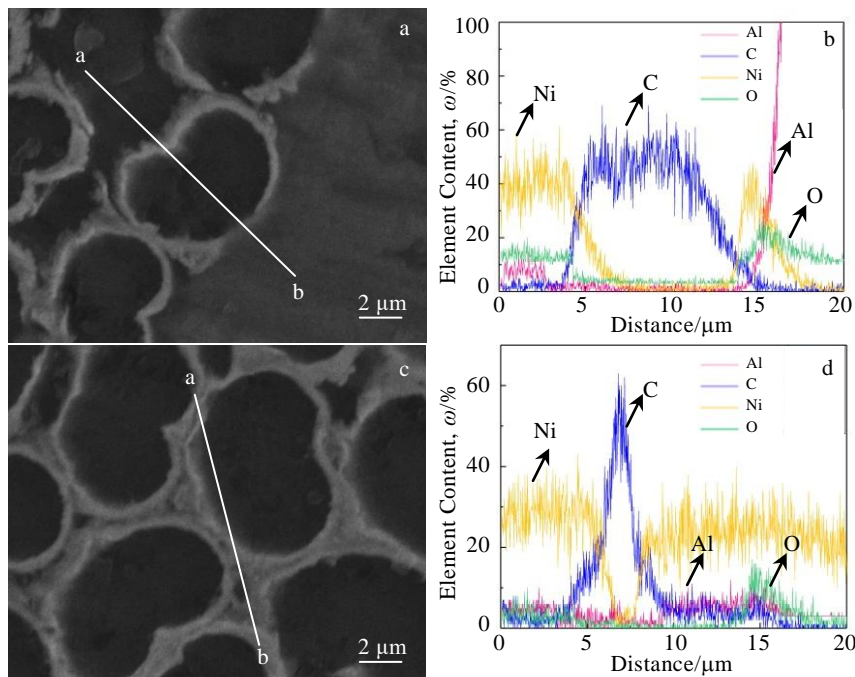 a
a
b
2 μm
b
100
80
60
40
20
0
Element Content, ω/%
Al
C
Ni
O
Ni
C
Al
O
0
5
10
15
20
Distance/μm
c
a
b
2 μm
d
60
40
20
0
Element Content, ω/%
Al
C
Ni
O
Ni
C
Al
O
0
5
10
15
20
Distance/μm